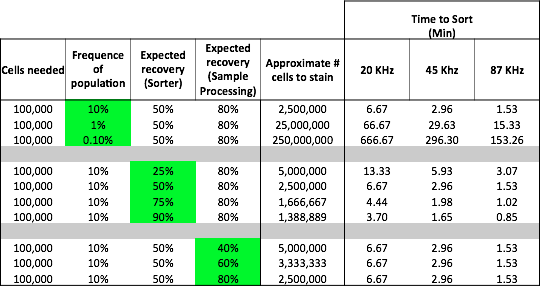 Time to Sort
(Min)
Cells needed Frequence of population Expected recovery (Sorter) Expected recovery (Sample Processing) Approximate # cells to stain 20 KHz 45 Khz 87 KHz
100,000 10% 50% 80% 2,500,000 6.67 2.96 1.53
100,000 1% 50% 80% 25,000,000 66.67 29.63 15.33
100,000 0.10% 50% 80% 250,000,000 666.67 296.30 153.26
100,000 10% 25% 80% 5,000,000 13.33 5.93 3.07
100,000 10% 50% 80% 2,500,000 6.67 2.96 1.53
100,000 10% 75% 80% 1,666,667 4.44 1.98 1.02
100,000 10% 90% 80% 1,388,889 3.70 1.65 0.85
100,000 10% 50% 40% 5,000,000 6.67 2.96 1.53
100,000 10% 50% 60% 3,333,333 6.67 2.96 1.53
100,000 10% 50% 80% 2,500,000 6.67 2.96 1.53